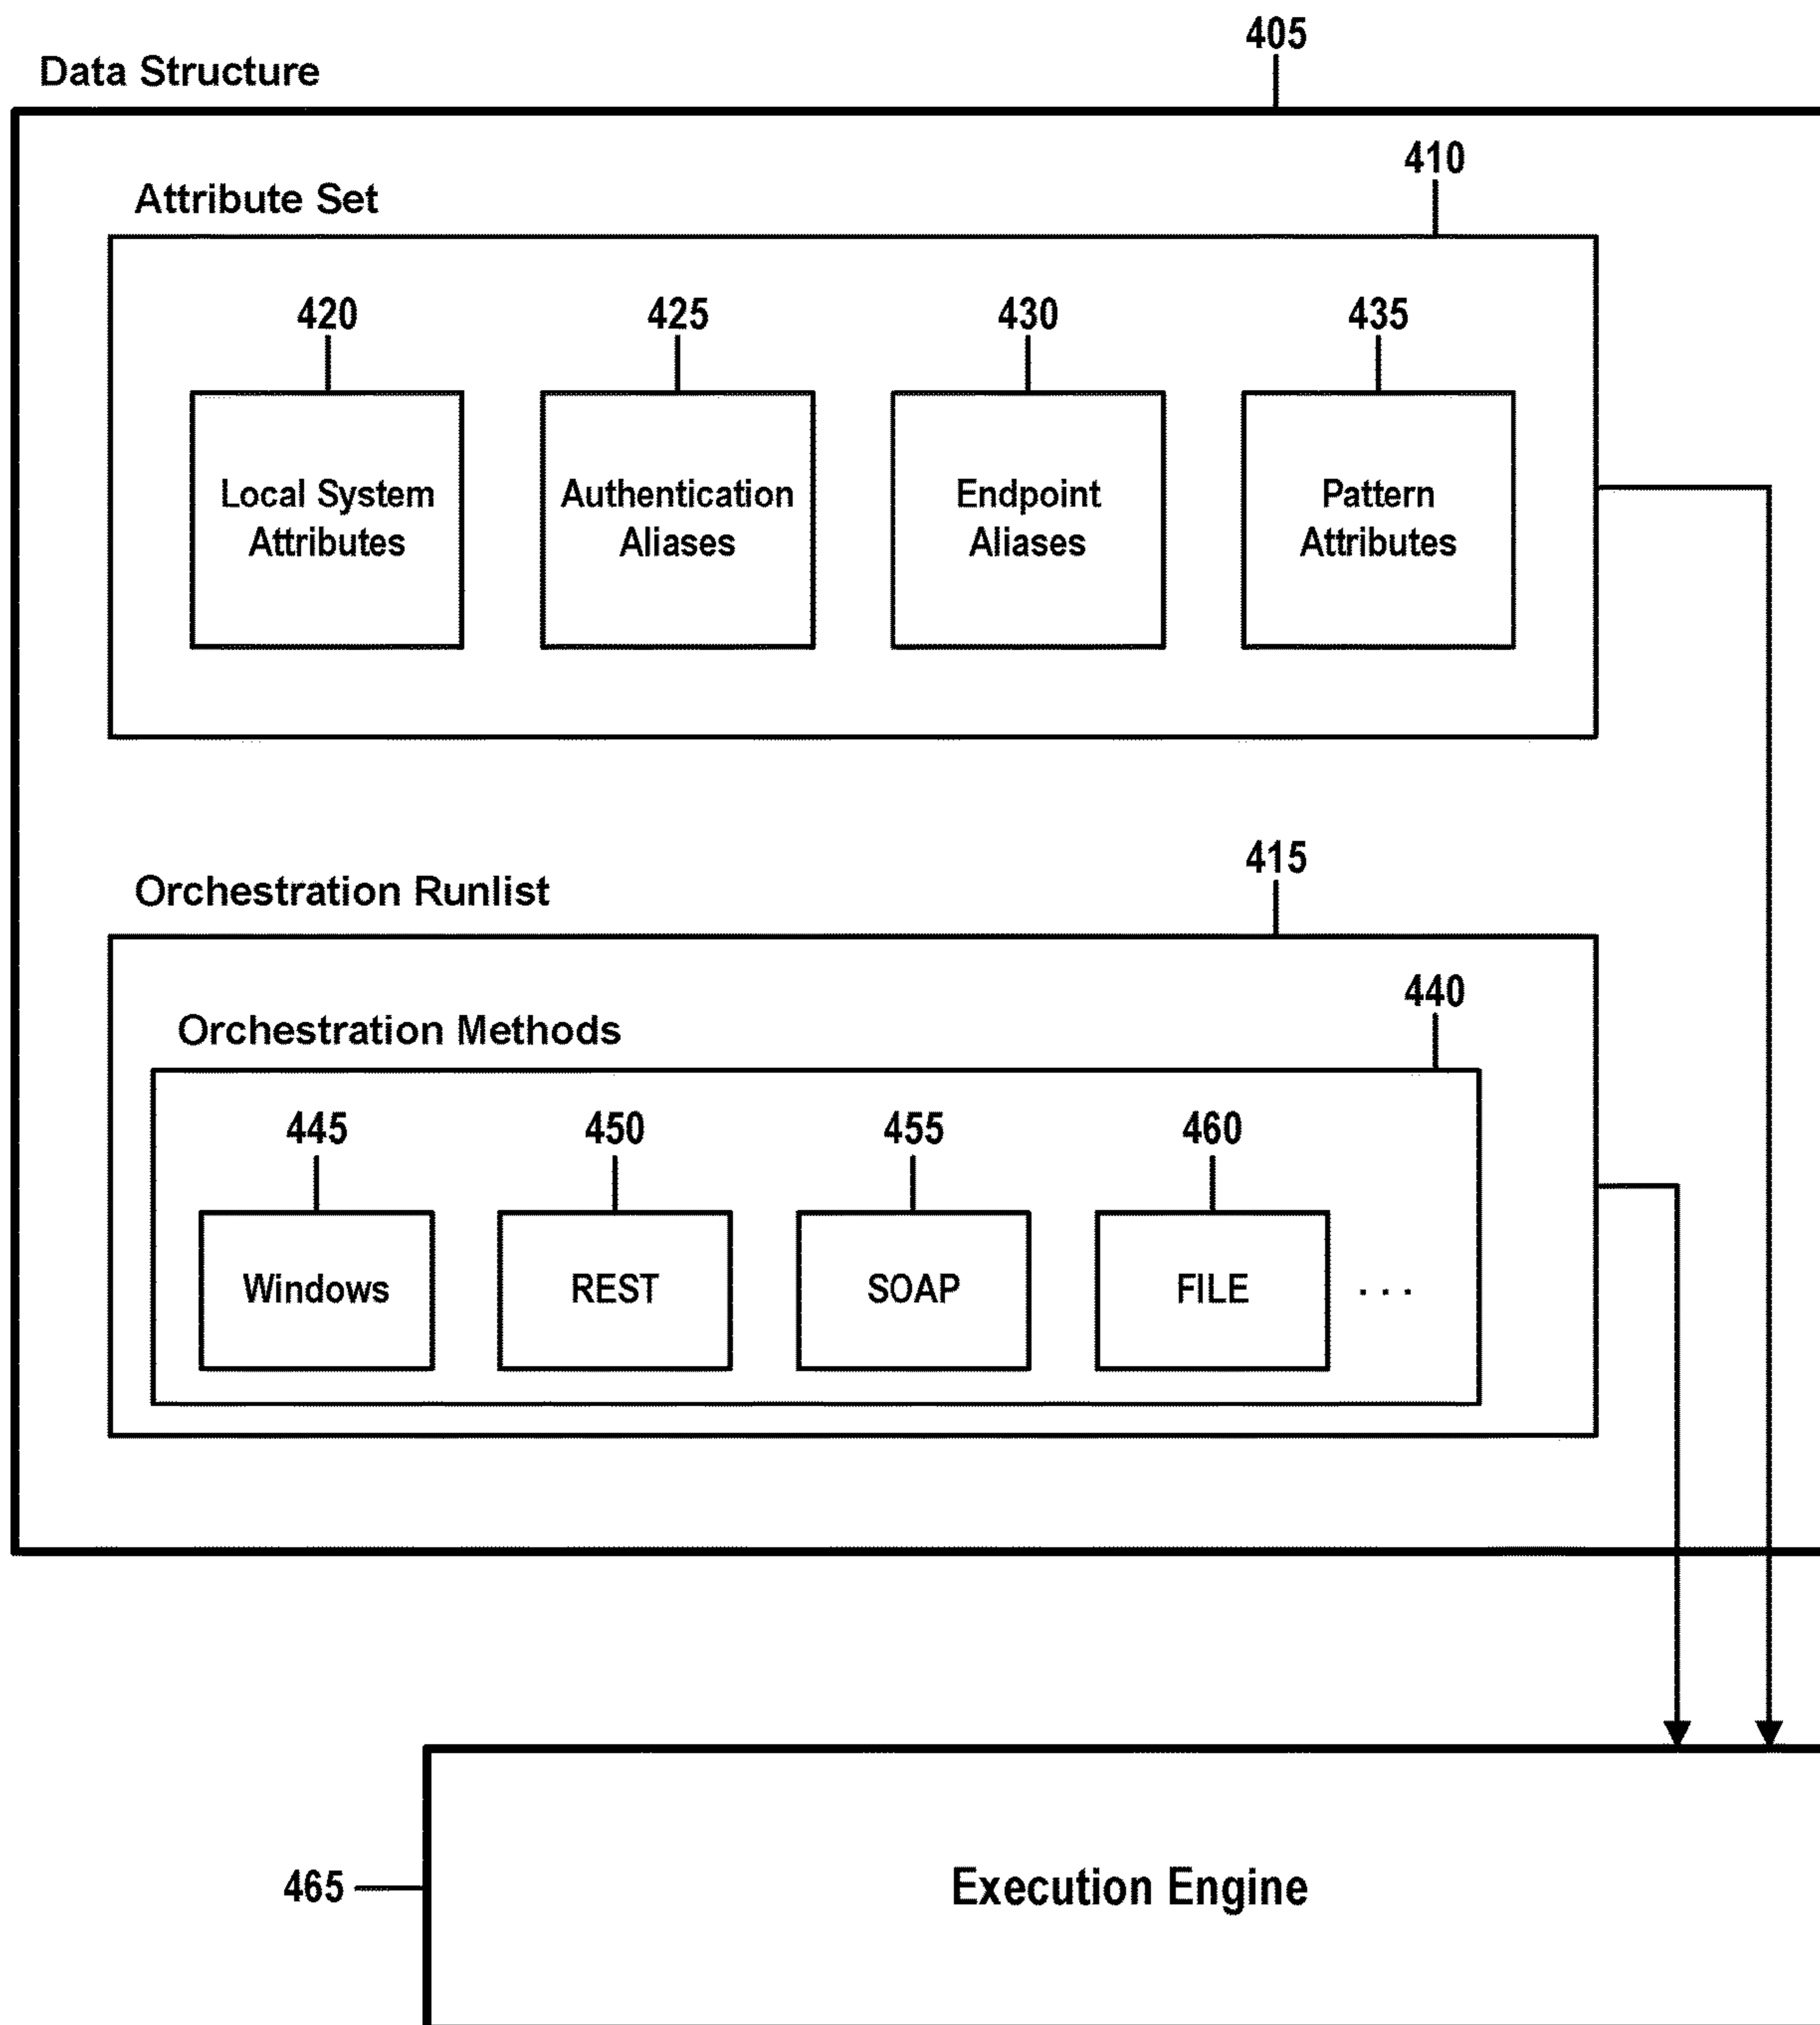 405
Data Structure
410
Attribute Set
420 425 430 435
Local System
Attributes
Authentication
Aliases
Endpoint
Aliases
Pattern
Attributes
415
Orchestration Runlist
440
Orchestration Methods
445 450 455 460
Windows REST SOAP FILE . . .
465 Execution Engine